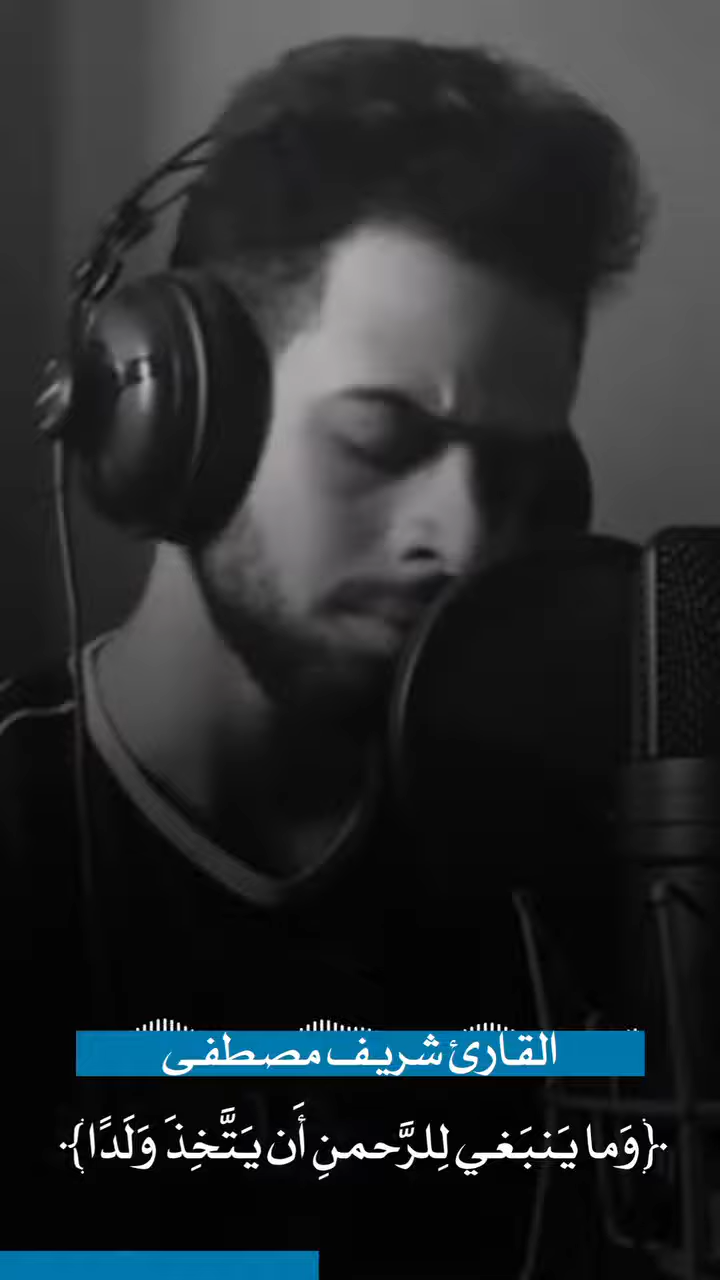 القارئ شريف مصطفى
﴿وَما يَنبَغي لِلرَّحمنِ أَن يَتَّخِذَ وَلَدًا﴾